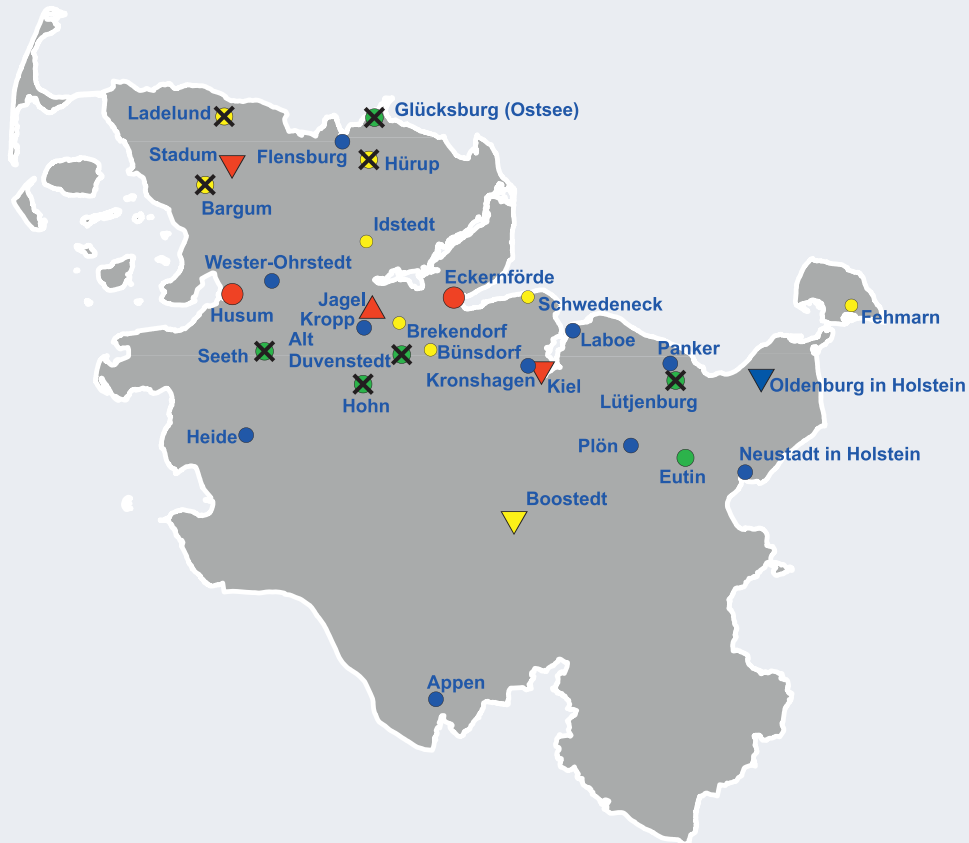 Glücksburg (Ostsee)
Ladelund
Stadum
Flensburg
Hürup
Bargum
Idstedt
Wester-Ohrstedt
Eckernförde
Jagel
Schwedeneck
Husum
Kropp
Fehmarn
Brekendorf
Alt
Duvenstedt
Laboe
Panker
Seeth
Bünsdorf
Kronshagen
Kiel
Oldenburg in Holstein
Hohn
Lütjenburg
Heide
Plön
Neustadt in Holstein
Eutin
Boostedt
Appen